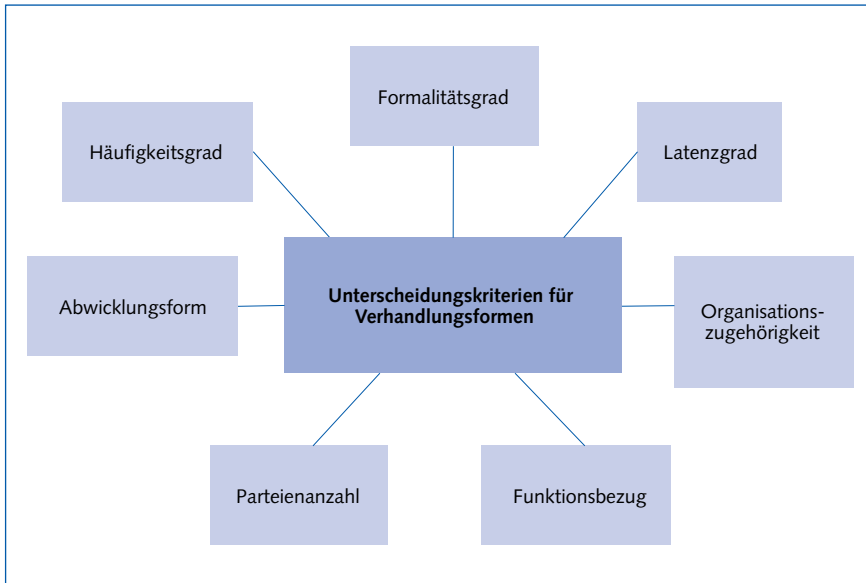 Formalitätsgrad
Häufigkeitsgrad
Latenzgrad
Unterscheidungskriterien für
Verhandlungsformen
Abwicklungsform
Organisations-
zugehörigkeit
Parteienanzahl
Funktionsbezug